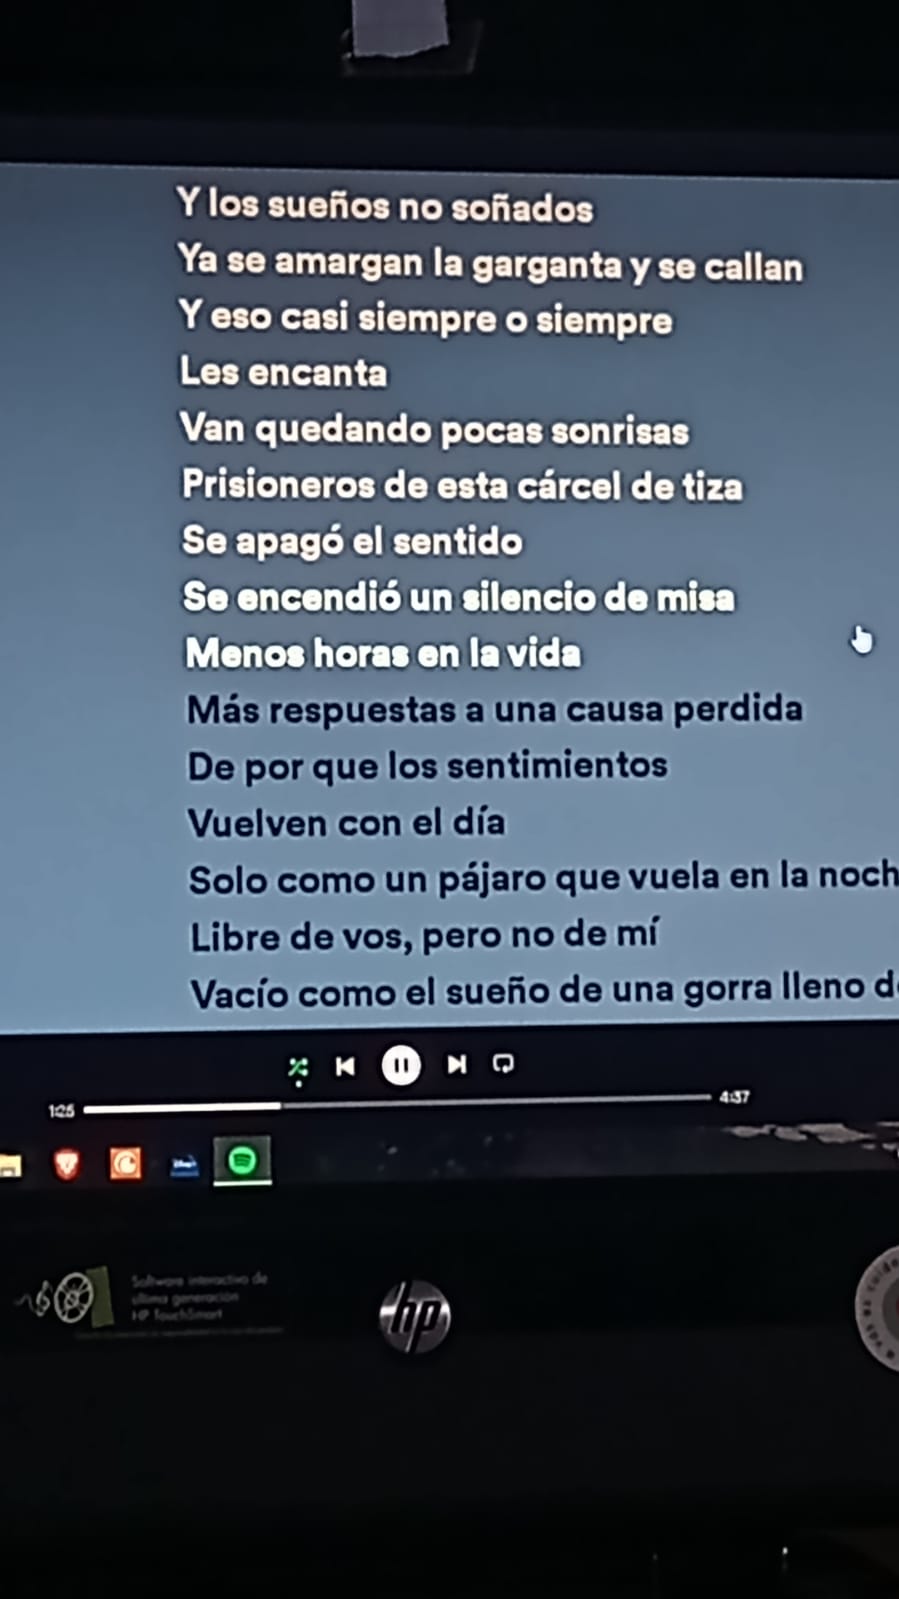 Y los sueños no soñados
Ya se amargan la garganta y se callan
Y eso casi siempre o siempre
Les encanta
Van quedando pocas sonrisas
Prisioneros de esta cárcel de tiza
Se apagó el sentido
Se encendió un silencio de misa
Menos horas en la vida
Más respuestas a una causa perdida
De por que los sentimientos
Vuelven con el día
Solo como un pájaro que vuela en la noch
Libre de vos, pero no de mí
Vacío como el sueño de una gorra lleno d
1:25
4:37
Software interactivo de
última generación
HP TouchSmart
hp